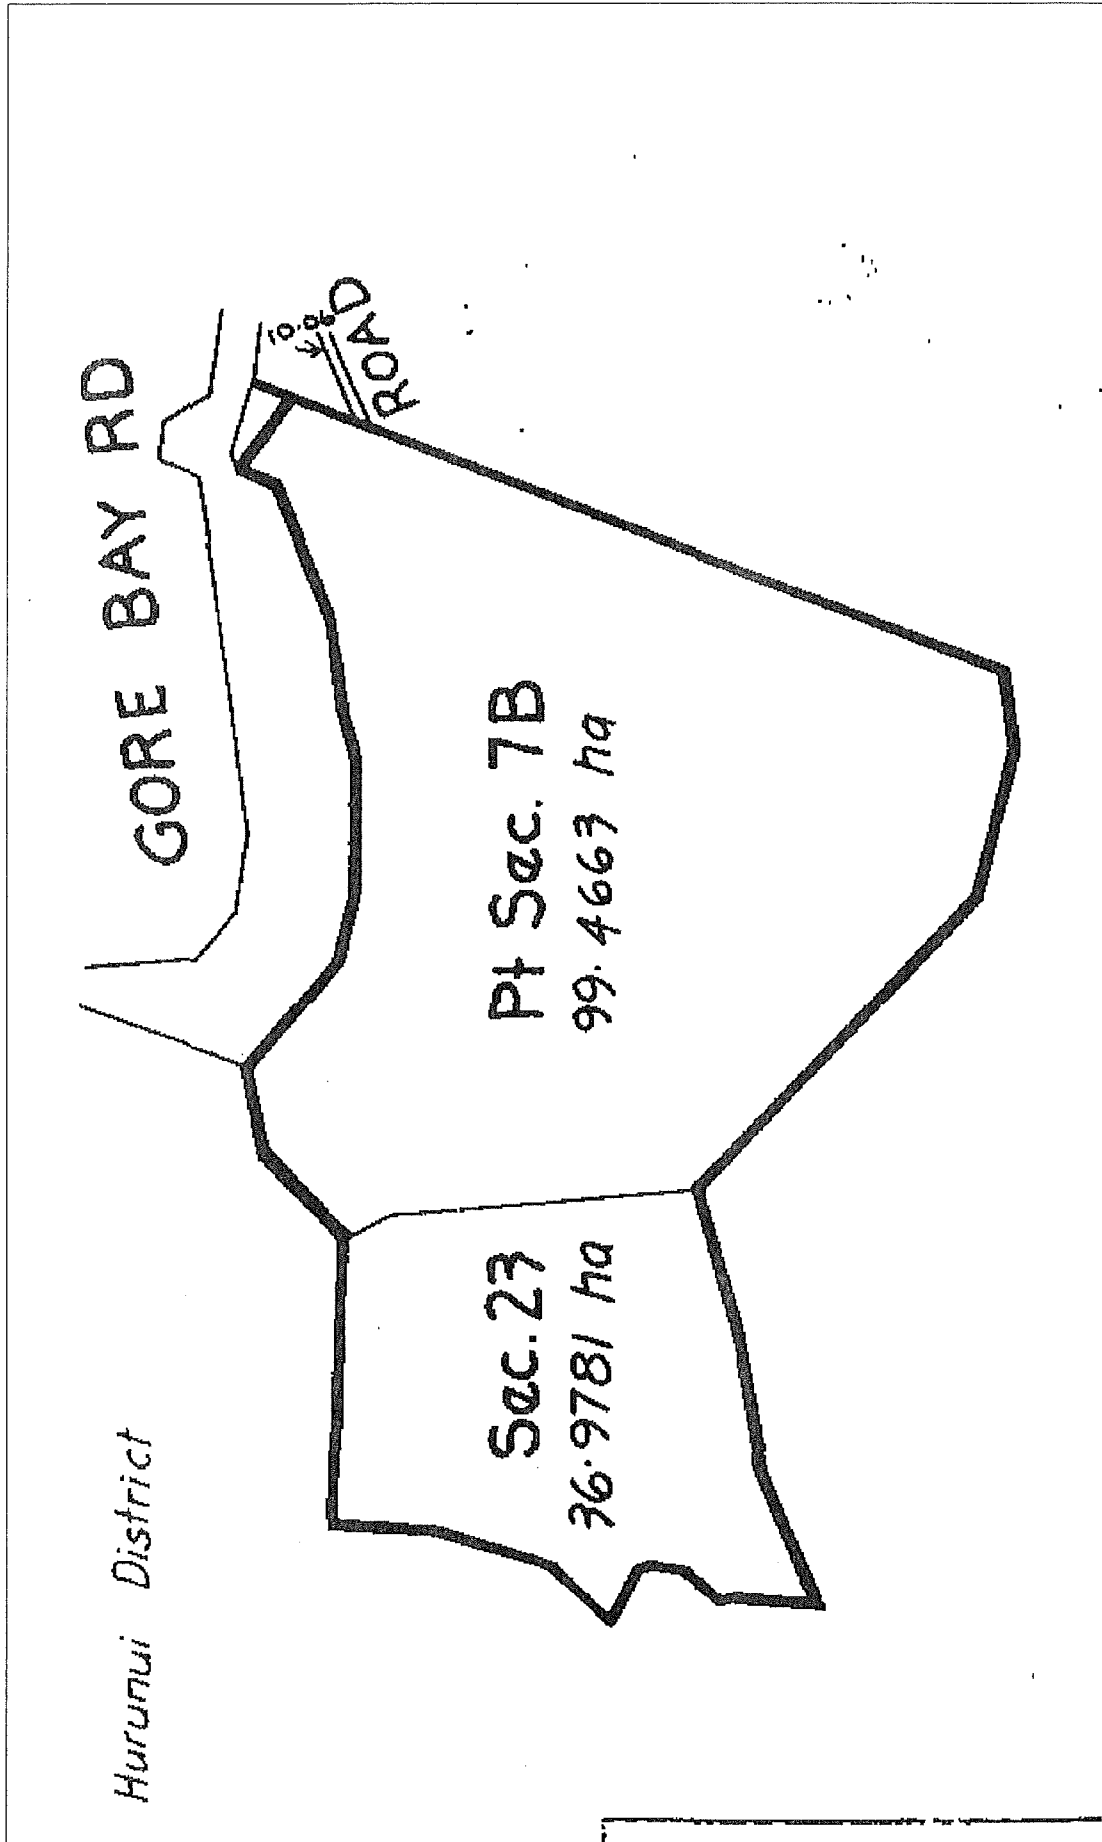 Hurunui District
GORE BAY RD
10.06
ROAD
Pt Sec. 7B
99.4663 ha
Sec. 23
36.9781 ha